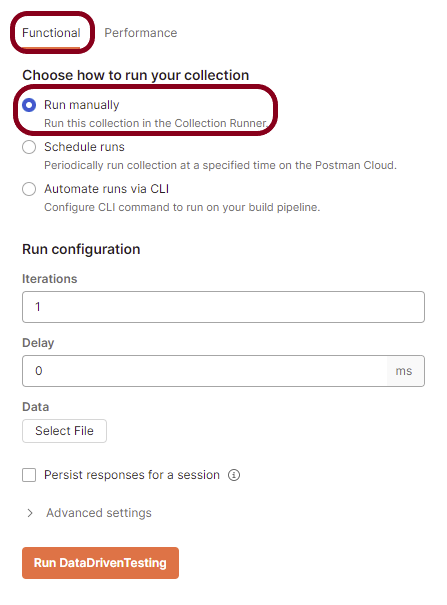 Functional Performance
Choose how to run your collection
Run manually
Run this collection in the Collection Runner.
Schedule runs
Periodically run collection at a specified time on the Postman Cloud.
Automate runs via CLI
Configure CLI command to run on your build pipeline.
Run configuration
Iterations
1
Delay
0 ms
Data
Select File
Persist responses for a session
Advanced settings
Run DataDrivenTesting